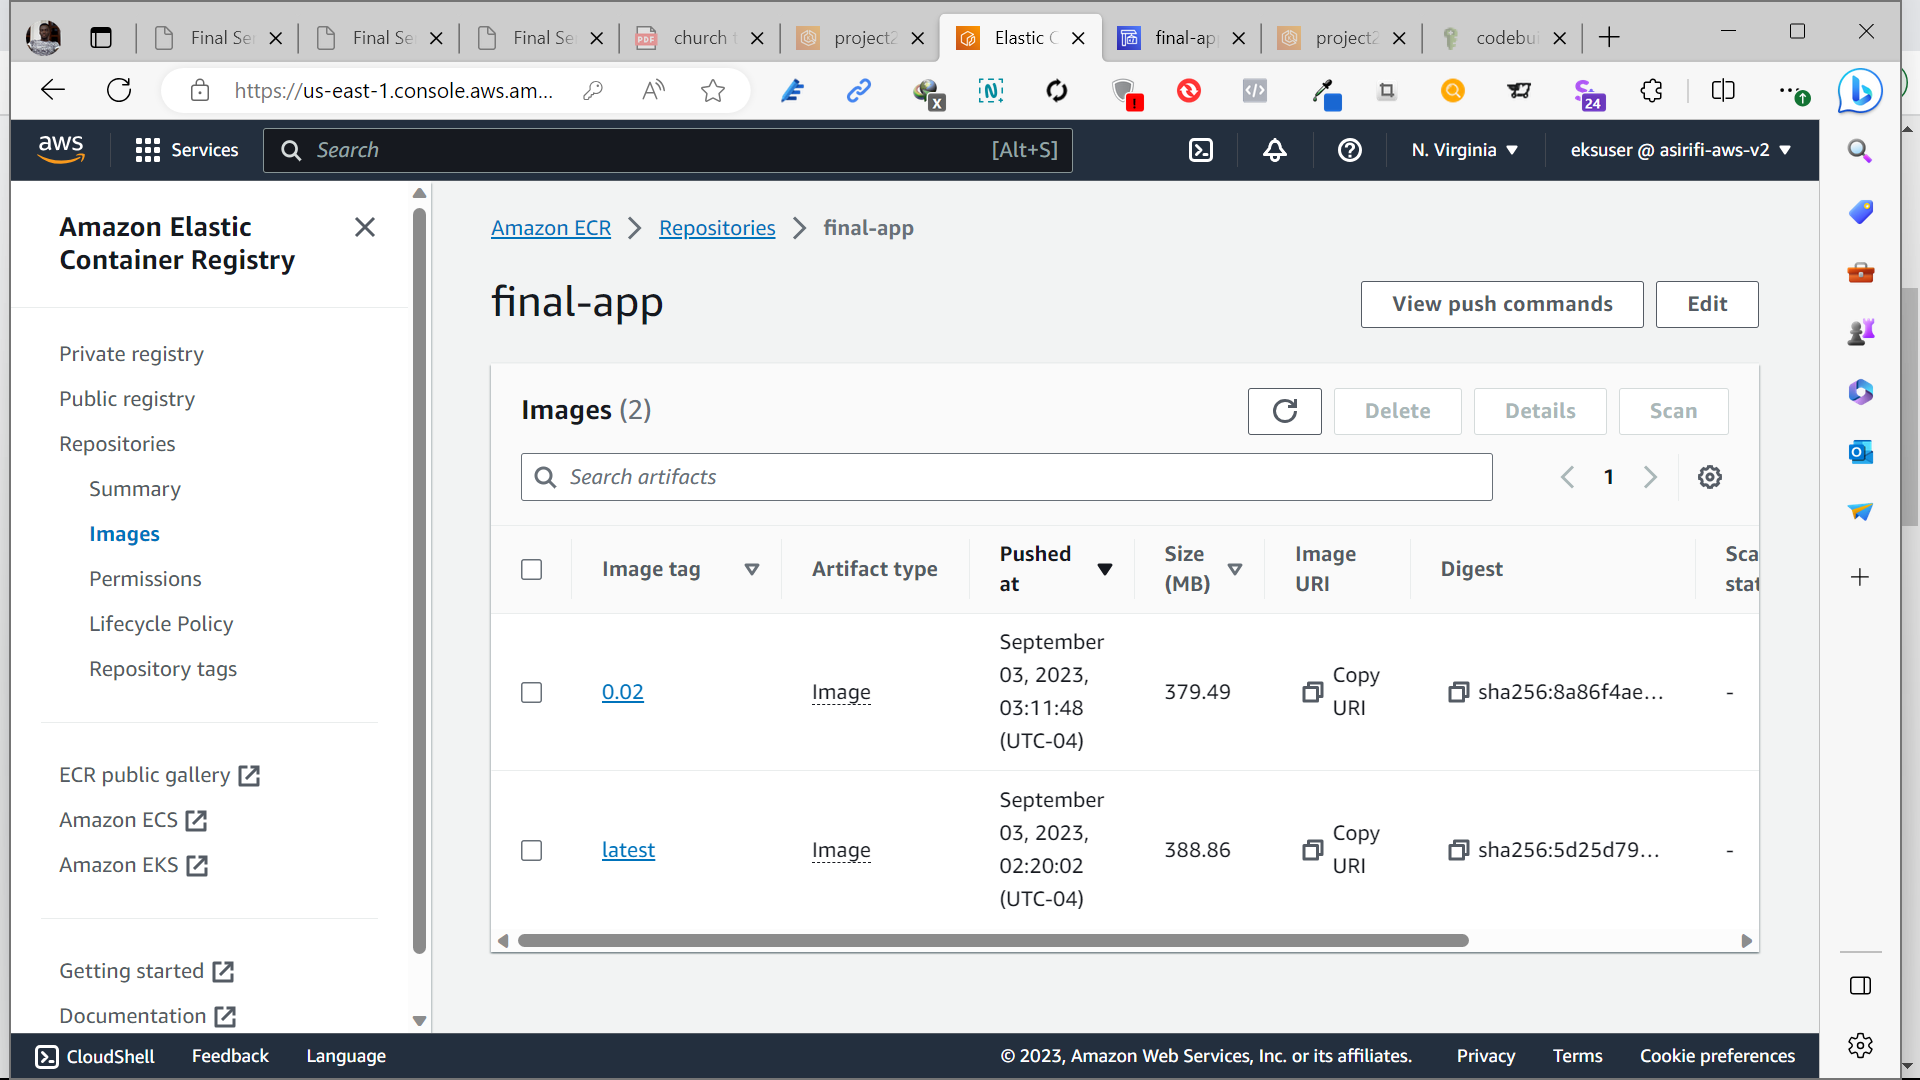 Final Se
Final Se
Final Se
church
project2
Elastic C
final-app
project2
codebui
https://us-east-1.console.aws.am...
24
aws
Services
Search
[Alt+S]
N. Virginia
eksuser @ asirifi-aws-v2
Amazon Elastic
Container Registry
Private registry
Public registry
Repositories
Summary
Images
Permissions
Lifecycle Policy
Repository tags
ECR public gallery
Amazon ECS
Amazon EKS
Getting started
Documentation
Amazon ECR
Repositories
final-app
final-app
View push commands
Edit
Images (2)
Delete
Details
Scan
Search artifacts
1
Image tag
Artifact type
Pushed
at
Size
(MB)
Image
URI
Digest
Sca
stat
0.02
Image
September
03, 2023,
03:11:48
(UTC-04)
379.49
Copy
URI
sha256:8a86f4ae...
-
latest
Image
September
03, 2023,
02:20:02
(UTC-04)
388.86
Copy
URI
sha256:5d25d79...
-
CloudShell
Feedback
Language
© 2023, Amazon Web Services, Inc. or its affiliates.
Privacy
Terms
Cookie preferences